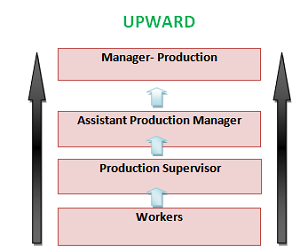 UPWARD
Manager- Production
Assistant Production Manager
Production Supervisor
Workers